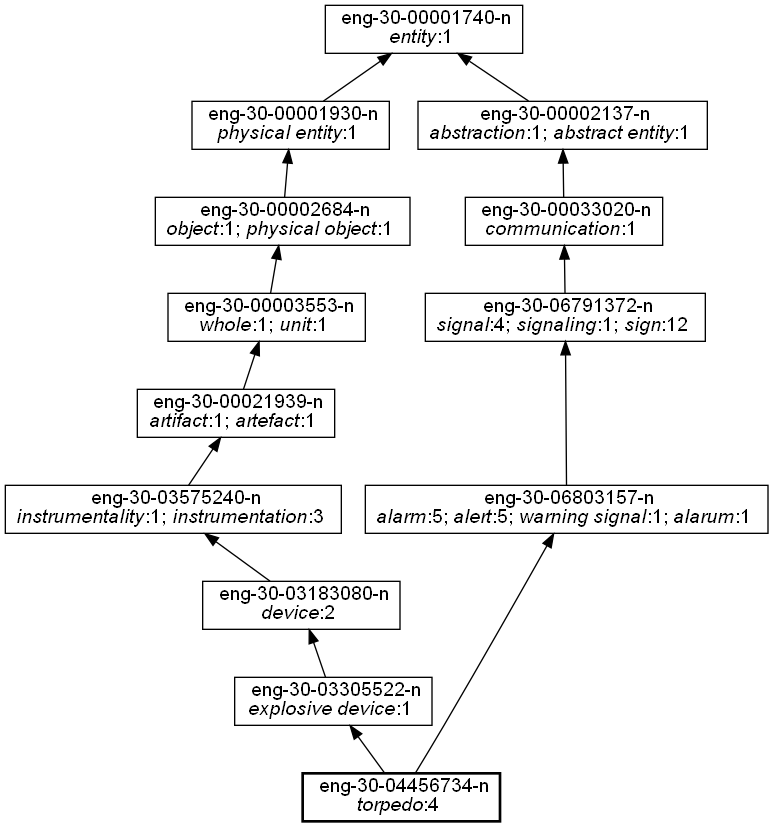 eng-30-00001740-n
entity:1
eng-30-00001930-n
physical entity:1
eng-30-00002137-n
abstraction:1; abstract entity:1
eng-30-00002684-n
object:1; physical object:1
eng-30-00033020-n
communication:1
eng-30-00003553-n
whole:1; unit:1
eng-30-06791372-n
signal:4; signaling:1; sign:12
eng-30-00021939-n
artifact:1; artefact:1
eng-30-03575240-n
instrumentality:1; instrumentation:3
eng-30-06803157-n
alarm:5; alert:5; warning signal:1; alarum:1
eng-30-03183080-n
device:2
eng-30-03305522-n
explosive device:1
eng-30-04456734-n
torpedo:4